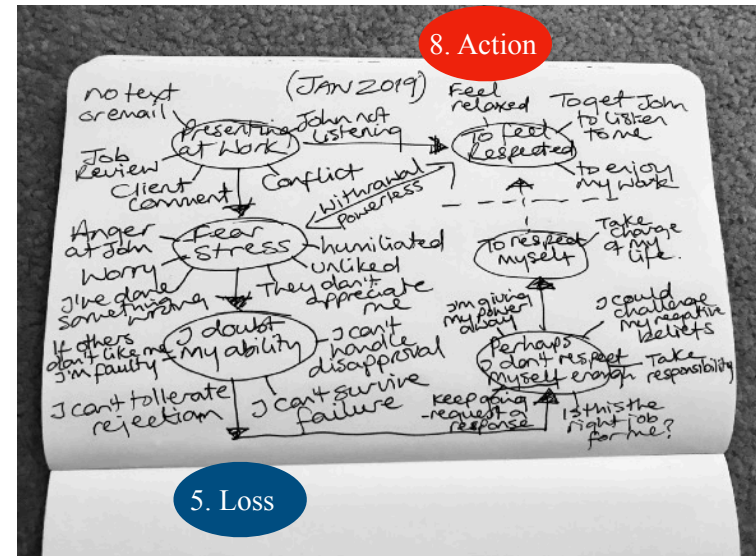 8. Action
(JAN 2019)
no text
or email
Presenting
at Work
John not
listening
Job
Review
Client
Comment
Conflict
Feel
relaxed
To feel
Respected
To get John
to listen
to me
to enjoy
my work
Withdrawal
Powerless
Anger
at John
Worry
I've done
something
wrong
Fear
Stress
humiliated
unliked
They don't
appreciate
me
To respect
myself
Take
Charge
of my
life.
If others
don't like me
I'm faulty
I doubt
my ability
I can't
handle
disapproval
I can't tollerate
rejection
I can't survive
failure
I'm giving
my power
away
Perhaps
I don't respect
myself enough
I could
challenge
my negative
beliefs
Take
responsibility
Keep going
-request a
response
Is this the
right job
for me?
5. Loss